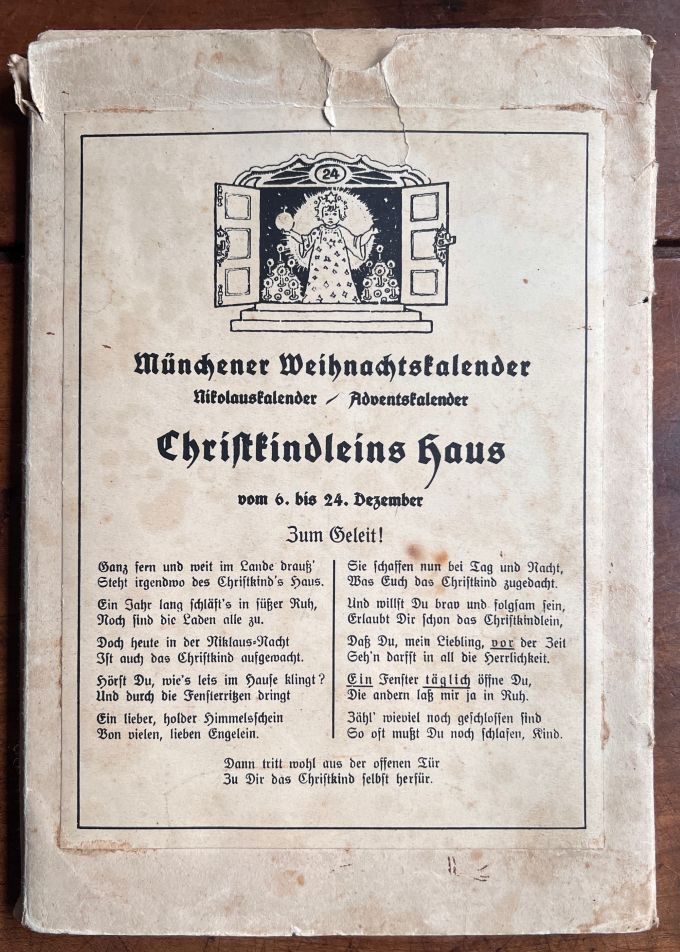 24
Münchener Weihnachtskalender
Nikolauskalender / Adventskalender
Christkindleins Haus
vom 6. bis 24. Dezember
Zum Geleit!
Ganz fern und weit im Lande drauß'
Steht irgendwo des Christkind's Haus.
Ein Jahr lang schläft's in süßer Ruh,
Noch sind die Laden alle zu.
Doch heute in der Niklaus-Nacht
Ist auch das Christkind aufgewacht.
Hörst Du, wie's leis im Hause klingt?
Und durch die Fensterritzen dringt
Ein lieber, holder Himmelsschein
Von vielen, lieben Engelein.
Sie schaffen nun bei Tag und Nacht,
Was Euch das Christkind zugedacht.
Und willst Du brav und folgsam sein,
Erlaubt Dir schon das Christkindlein,
Daß Du, mein Liebling, vor der Zeit
Seh'n darfst in all die Herrlichkeit.
Ein Fenster täglich öffne Du,
Die andern laß mir ja in Ruh.
Zähl' wieviel noch geschlossen sind
So oft mußt Du noch schlafen, Kind.
Dann tritt wohl aus der offenen Tür
Zu Dir das Christkind selbst herfür.